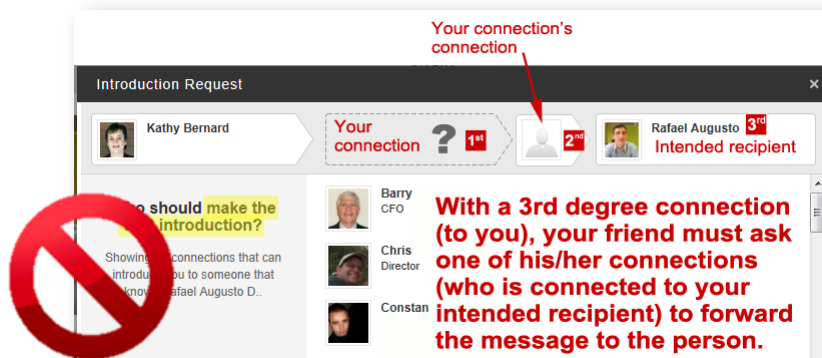 Your connection's
connection
Introduction Request
×
Kathy Bernard
Your
connection ? 1st
2nd
Rafael Augusto 3rd
Intended recipient
should make the
introduction?
Showing connections that can
introduce you to someone that
Rafael Augusto D..
Barry
CFO
Chris
Director
Constan
With a 3rd degree connection
(to you), your friend must ask
one of his/her connections
(who is connected to your
intended recipient) to forward
the message to the person.